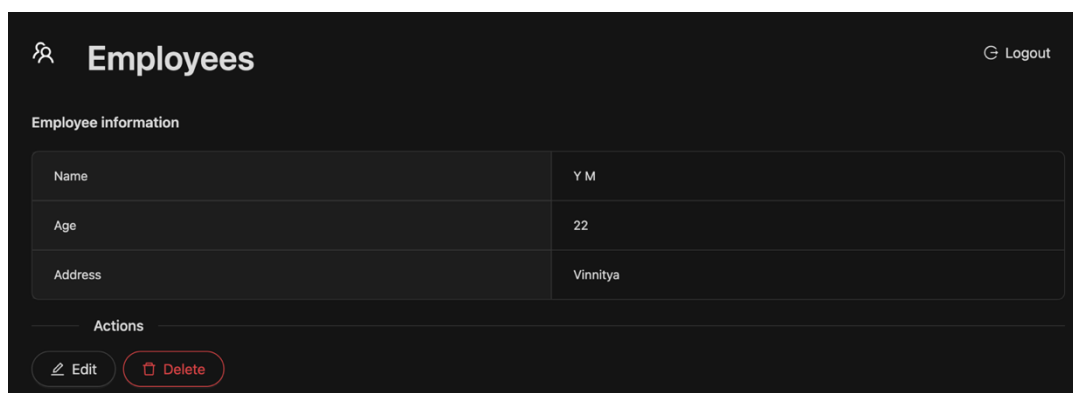 Employees
Logout
Employee information
Name Y M
Age 22
Address Vinnitya
Actions
Edit Delete